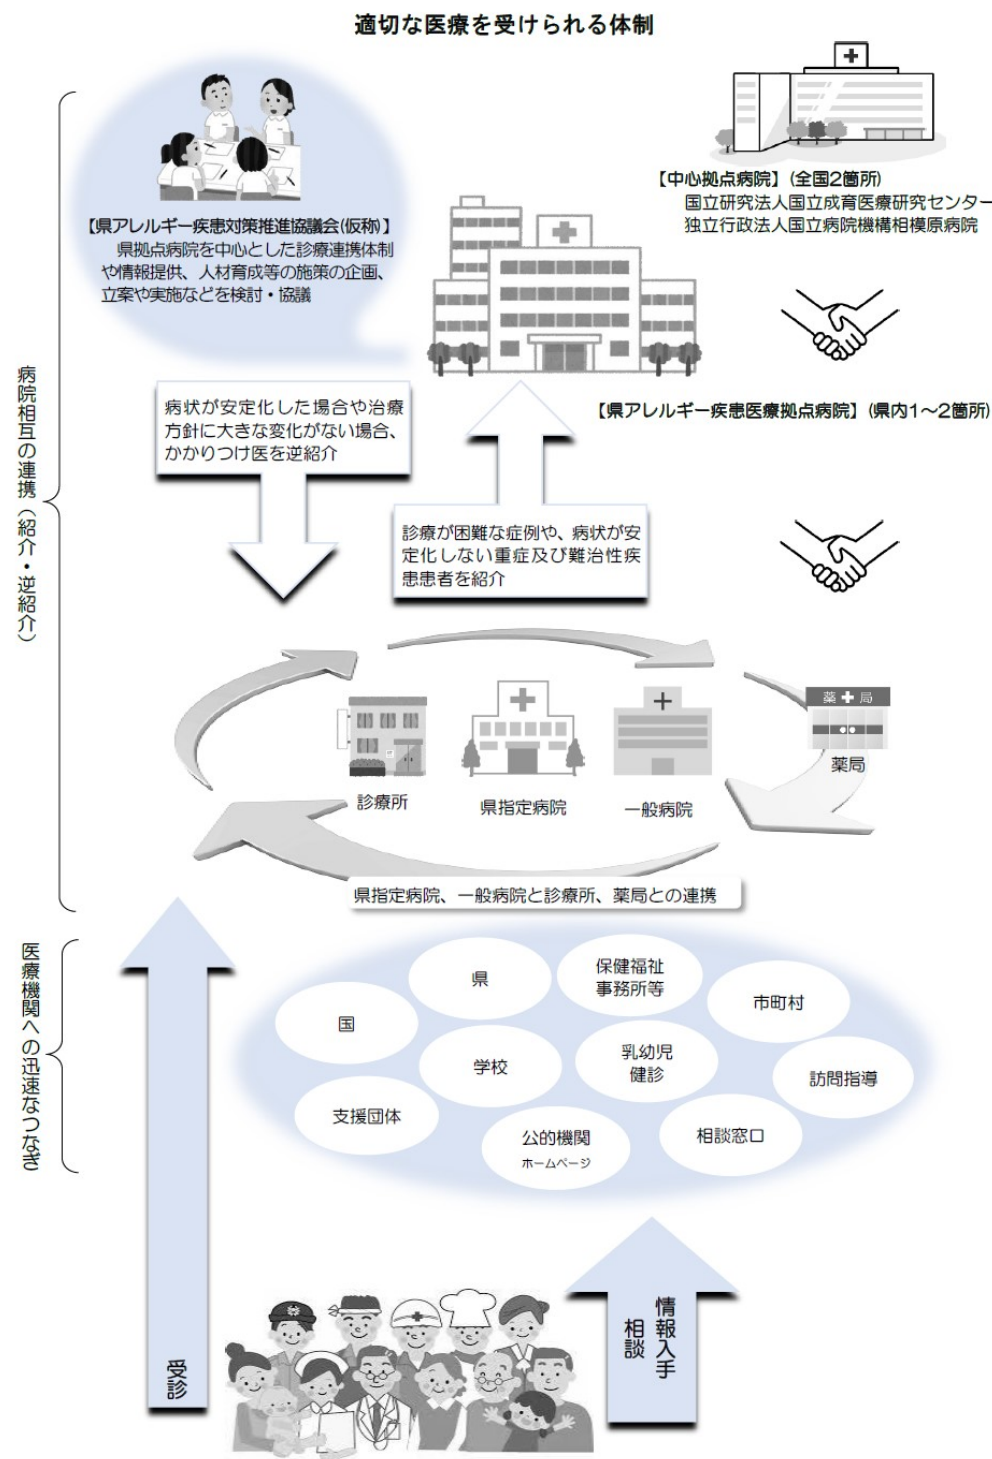 適切な医療を受けられる体制
【中心拠点病院】(全国2箇所)
国立研究法人国立成育医療研究センター
独立行政法人国立病院機構相模原病院
【県アレルギー疾患対策推進協議会(仮称)】
県拠点病院を中心とした診療連携体制
や情報提供、人材育成等の施策の企画、
立案や実施などを検討・協議
病院相互の連携(紹介・逆紹介)
病状が安定化した場合や治療
方針に大きな変化がない場合、
かかりつけ医を逆紹介
【県アレルギー疾患医療拠点病院】(県内1～2箇所)
診療が困難な症例や、病状が安
定化しない重症及び難治性疾
患患者を紹介
薬局
薬局
診療所
県指定病院
一般病院
県指定病院、一般病院と診療所、薬局との連携
医療機関への迅速なつなぎ
県
保健福祉
事務所等
市町村
国
学校
乳幼児
健診
訪問指導
支援団体
公的機関
ホームページ
相談窓口
受診
情報入手
相談